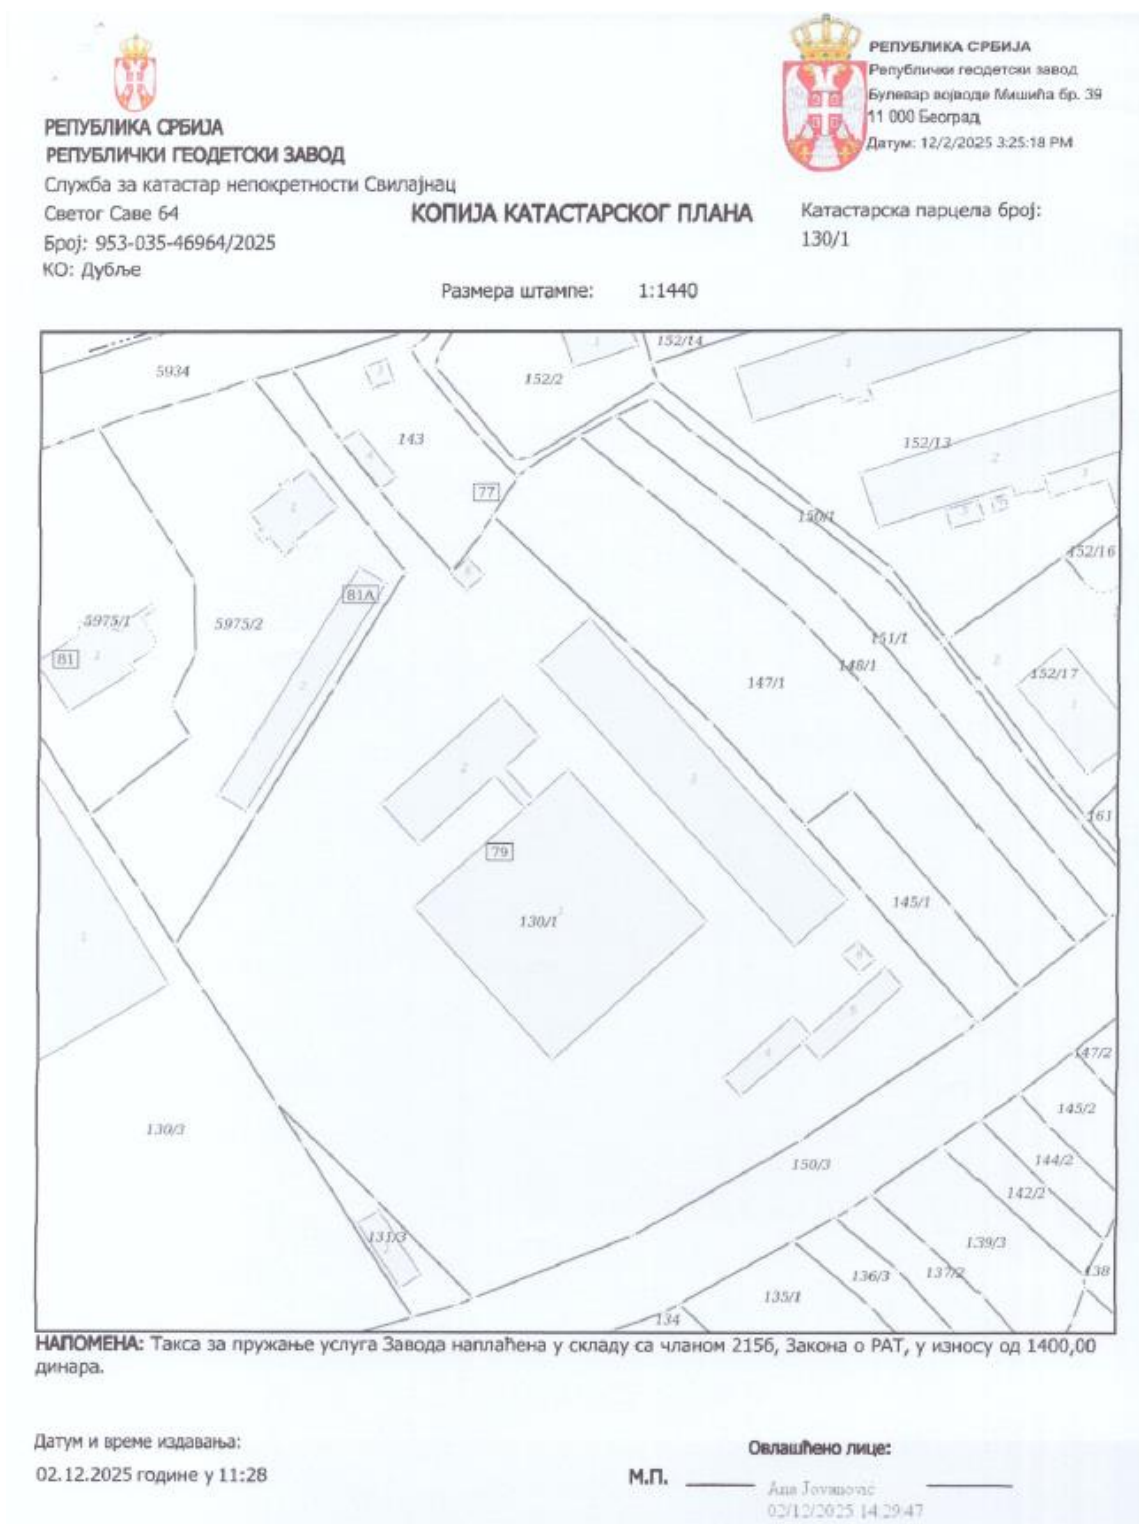 РЕПУБЛИКА СРБИЈА
РЕПУБЛИЧКИ ГЕОДЕТСКИ ЗАВОД
Служба за катастар непокретности Свилајнац
Светог Саве 64
Број: 953-035-46964/2025
КО: Дубље
КОПИЈА КАТАСТАРСКОГ ПЛАНА
РЕПУБЛИКА СРБИЈА
Републички геодетски завод
Булевар војводе Мишића бр. 39
11 000 Београд
Датум: 12/2/2025 3:25:18 PM
Катастарска парцела број:
130/1
Размера штампе: 1:1440
152/14
5934
152/2
143
152/13
77
150/1
152/16
81А
5975/1
5975/2
151/1
81
148/1
152/17
147/1
161
79
145/1
130/1
147/2
145/2
130/3
144/2
150/3
142/2
131/3
139/3
137/2
138
136/3
135/1
134
НАПОМЕНА: Такса за пружање услуга Завода наплаћена у складу са чланом 215б, Закона о РАТ, у износу од 1400,00
динара.
Датум и време издавања:
02.12.2025 године у 11:28
Овлашћено лице:
М.П.
Ana Jovanovic
02/12/2025 14:29:47